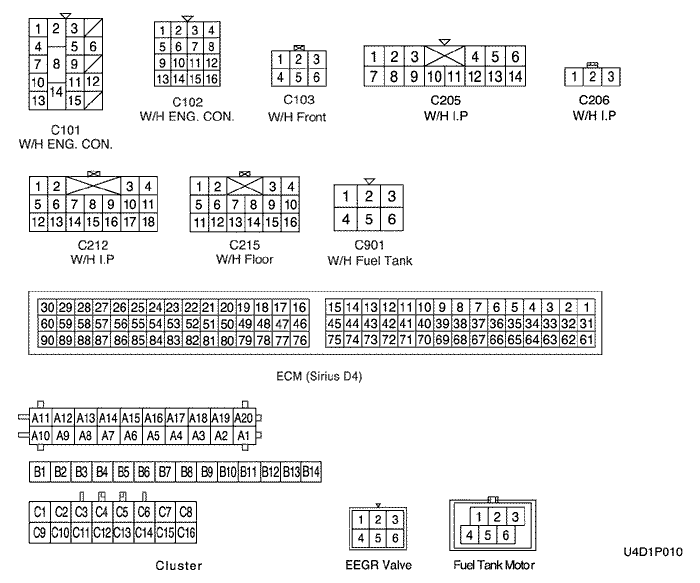 1 2 3
4 5 6
7 8 9
10 11 12
13 14 15
C101
W/H ENG. CON.
1 2 3 4
5 6 7 8
9 10 11 12
13 14 15 16
C102
W/H ENG. CON.
1 2 3
4 5 6
C103
W/H Front
1 2 3 4 5 6
7 8 9 10 11 12 13 14
C205
W/H I.P
1 2 3
C206
W/H I.P
1 2 3 4
5 6 7 8 9 10 11
12 13 14 15 16 17 18
C212
W/H I.P
1 2 3 4
5 6 7 8 9 10
11 12 13 14 15 16
C215
W/H Floor
1 2 3
4 5 6
C901
W/H Fuel Tank
30 29 28 27 26 25 24 23 22 21 20 19 18 17 16 15 14 13 12 11 10 9 8 7 6 5 4 3 2 1
60 59 58 57 56 55 54 53 52 51 50 49 48 47 46 45 44 43 42 41 40 39 38 37 36 35 34 33 32 31
90 89 88 87 86 85 84 83 82 81 80 79 78 77 76 75 74 73 72 71 70 69 68 67 66 65 64 63 62 61
ECM (Sirius D4)
A11 A12 A13 A14 A15 A16 A17 A18 A19 A20
A10 A9 A8 A7 A6 A5 A4 A3 A2 A1
B1 B2 B3 B4 B5 B6 B7 B8 B9 B10 B11 B12 B13 B14
C1 C2 C3 C4 C5 C6 C7 C8
C9 C10 C11 C12 C13 C14 C15 C16
Cluster
1 2 3
4 5 6
EEGR Valve
1 2 3
4 5 6
Fuel Tank Motor
U4D1P010